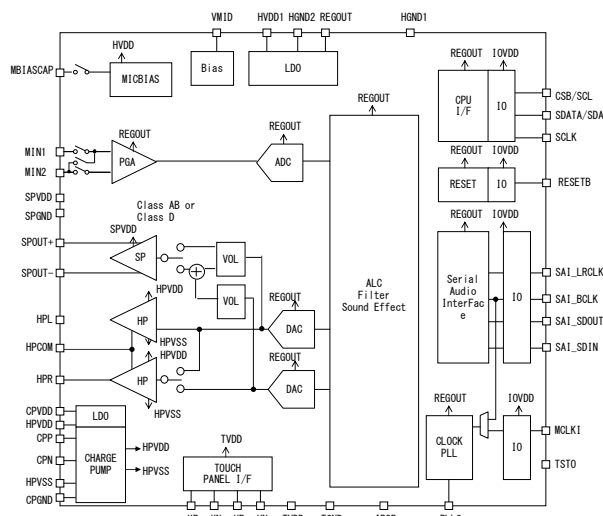 VMID
HVDD1
HGND2
REGOUT
HGND1
MBIASCAP
HVDD
MICBIAS
Bias
LDO
REGOUT
IOVDD
CPU
I/F
IO
CSB/SCL
SDATA/SDA
SCLK
REGOUT
MIN1
MIN2
REGOUT
PGA
REGOUT
ADC
REGOUT
IOVDD
RESET
IO
RESETB
SPVDD
SPGND
Class AB or
Class D
SPVDD
SPOUT+
SPOUT-
SP
VOL
VOL
ALC
Filter
Sound Effect
REGOUT
IOVDD
Serial
Audio
InterFac
e
IO
SAI_LRCLK
SAI_BCLK
SAI_SDOUT
SAI_SDIN
HPL
HPCOM
HPR
HPVDD
HP
HPVSS
HPVDD
HP
HPVSS
REGOUT
DAC
REGOUT
DAC
CPVDD
HPVDD
CPP
CPN
HPVSS
CPGND
LDO
CHARGE
PUMP
HPVDD
HPVSS
TVDD
TOUCH
PANEL I/F
REGOUT
CLOCK
PLL
IOVDD
IO
MCLKI
TSTO